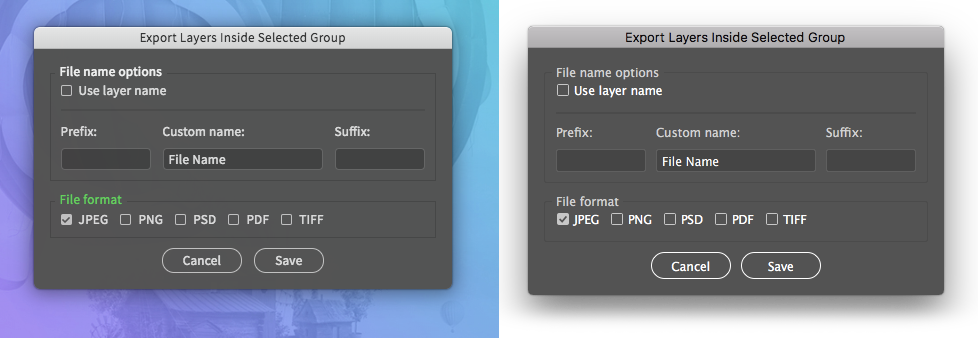 Export Layers Inside Selected Group
File name options
Use layer name
Prefix: Custom name: Suffix:
File Name
File format
JPEG PNG PSD PDF TIFF
Cancel Save
Export Layers Inside Selected Group
File name options
Use layer name
Prefix: Custom name: Suffix:
File Name
File format
JPEG PNG PSD PDF TIFF
Cancel Save